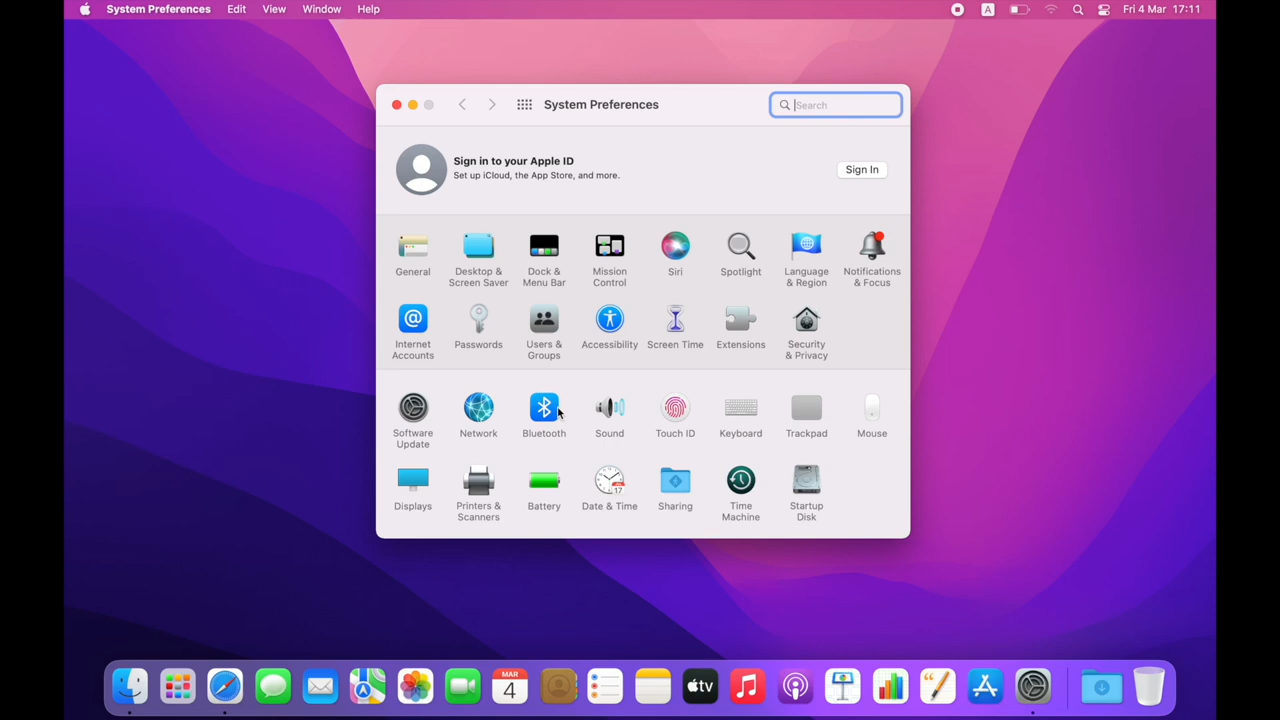 System Preferences Edit View Window Help A Fri 4 Mar 17:11
System Preferences Search
Sign in to your Apple ID
Set up iCloud, the App Store, and more.
Sign In
General
Desktop &
Screen Saver
Dock &
Menu Bar
Mission
Control
Siri
Spotlight
Language
& Region
Notifications
& Focus
Internet
Accounts
Passwords
Users &
Groups
Accessibility
Screen Time
Extensions
Security
& Privacy
Software
Update
Network
Bluetooth
Sound
Touch ID
Keyboard
Trackpad
Mouse
Displays
Printers &
Scanners
Battery
17
Date & Time
Sharing
Time
Machine
Startup
Disk
MAR
4
tv